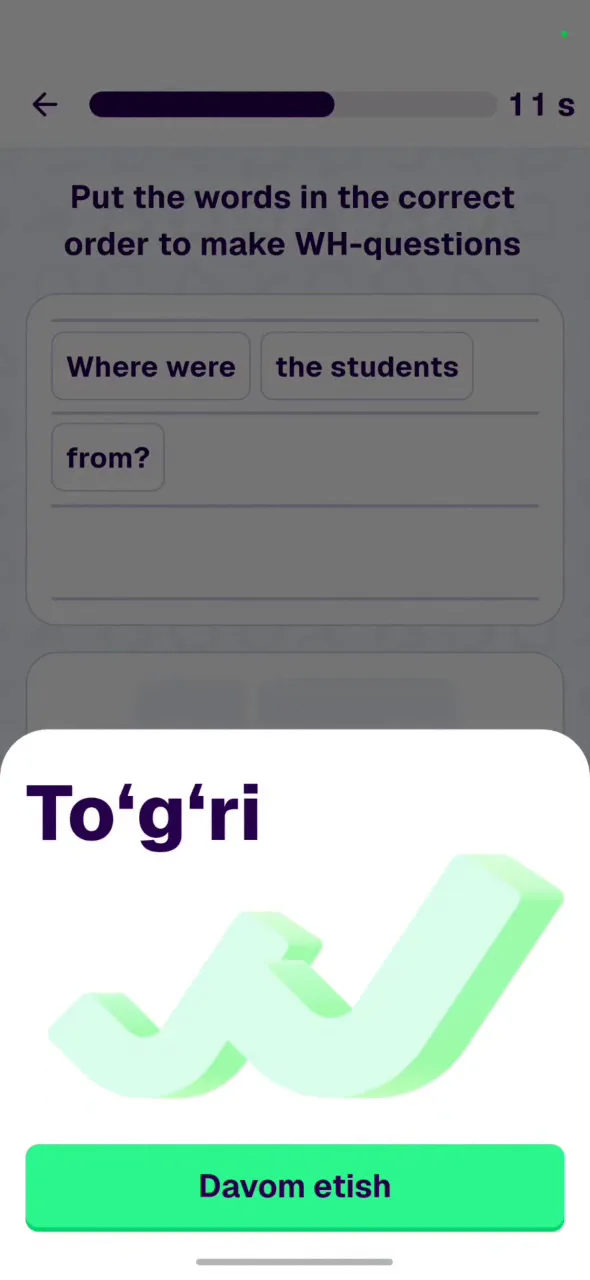 11 s
Put the words in the correct
order to make WH-questions
Where were the students
from?
To‘g‘ri
Davom etish